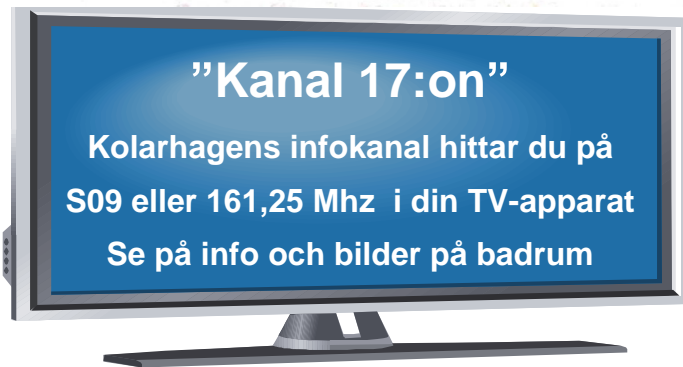 ”Kanal 17:on”
Kolarhagens infokanal hittar du på
S09 eller 161,25 Mhz i din TV-apparat
Se på info och bilder på badrum